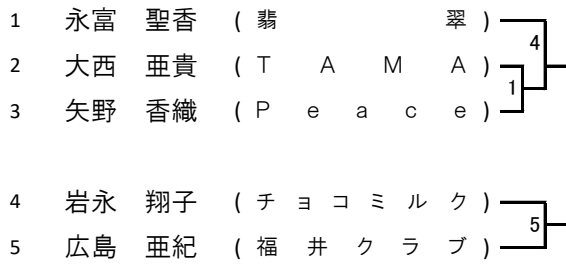 1 永富 聖香 ( 翡 翠 )
4
2 大西 亜貴 ( T A M A )
1
3 矢野 香織 ( P e a c e )
4 岩永 翔子 ( チ ョ コ ミ ル ク )
5
5 広島 亜紀 ( 福 井 ク ラ ブ )